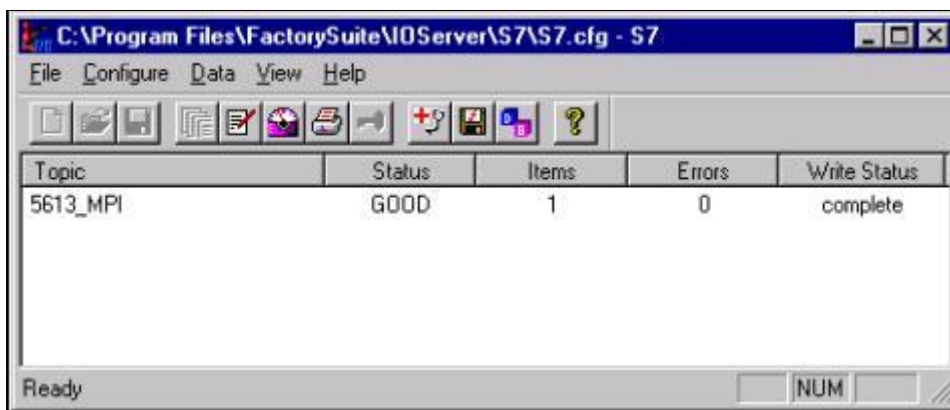 C:\Program Files\FactorySuite\IOServer\S7\S7.cfg - S7
File Configure Data View Help
Topic Status Items Errors Write Status
5613_MPI GOOD 1 0 complete
Ready NUM